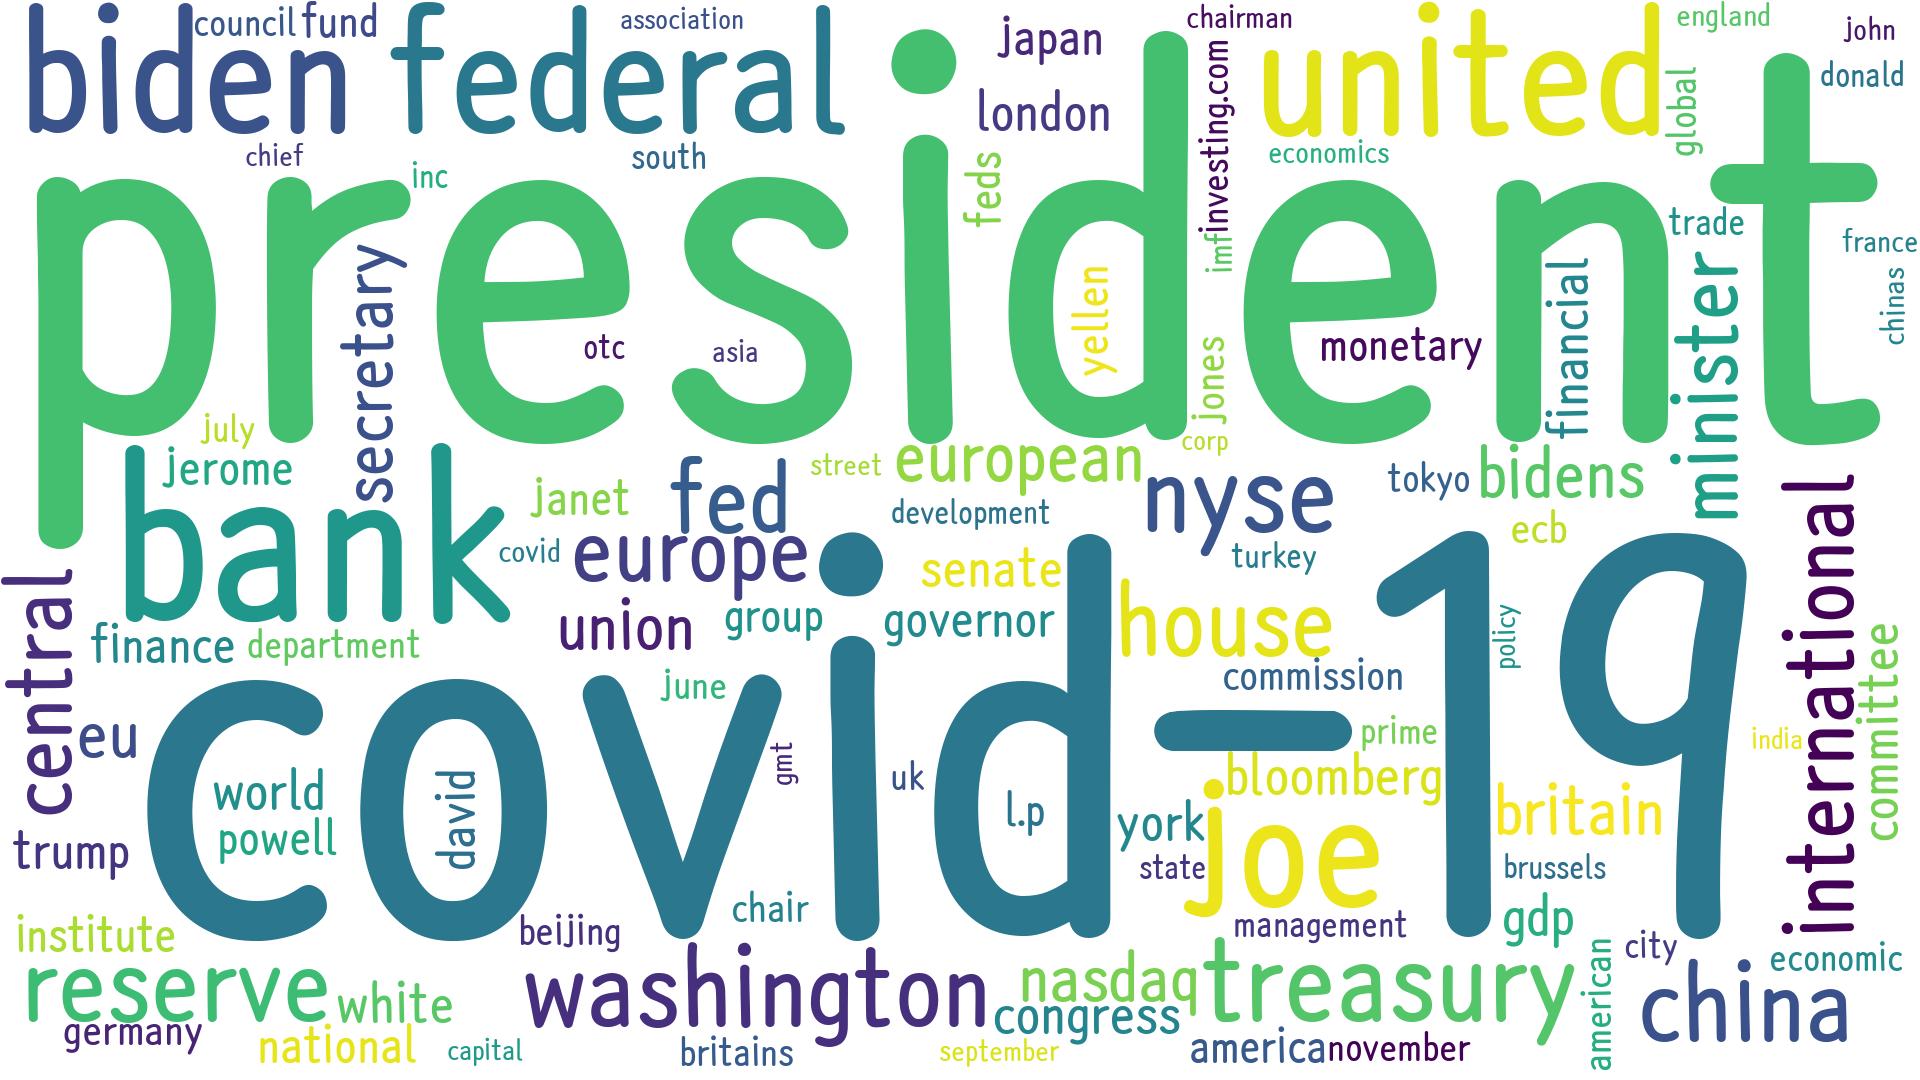 biden
council
fund
federal
association
japan
london
chairman
investing.com
united
england
global
john
donald
chief
inc
south
feds
economics
imf
president
trade
france
chinas
secretary
otc
asia
yellen
jones
monetary
financial
minister
july
jerome
bank
janet
fed
street
european
corp
development
nyse
tokyo
bidens
ecb
turkey
international
covid
europe
senate
central
finance
department
union
group
governor
house
commission
policy
committee
june
covid-19
eu
gmt
uk
prime
india
world
powell
david
l.p
bloomberg
york
joe
britain
trump
state
brussels
chair
institute
beijing
management
gdp
city
economic
reserve
white
washington
nasdaq
treasury
american
china
germany
national
capital
britains
congress
september
america
november